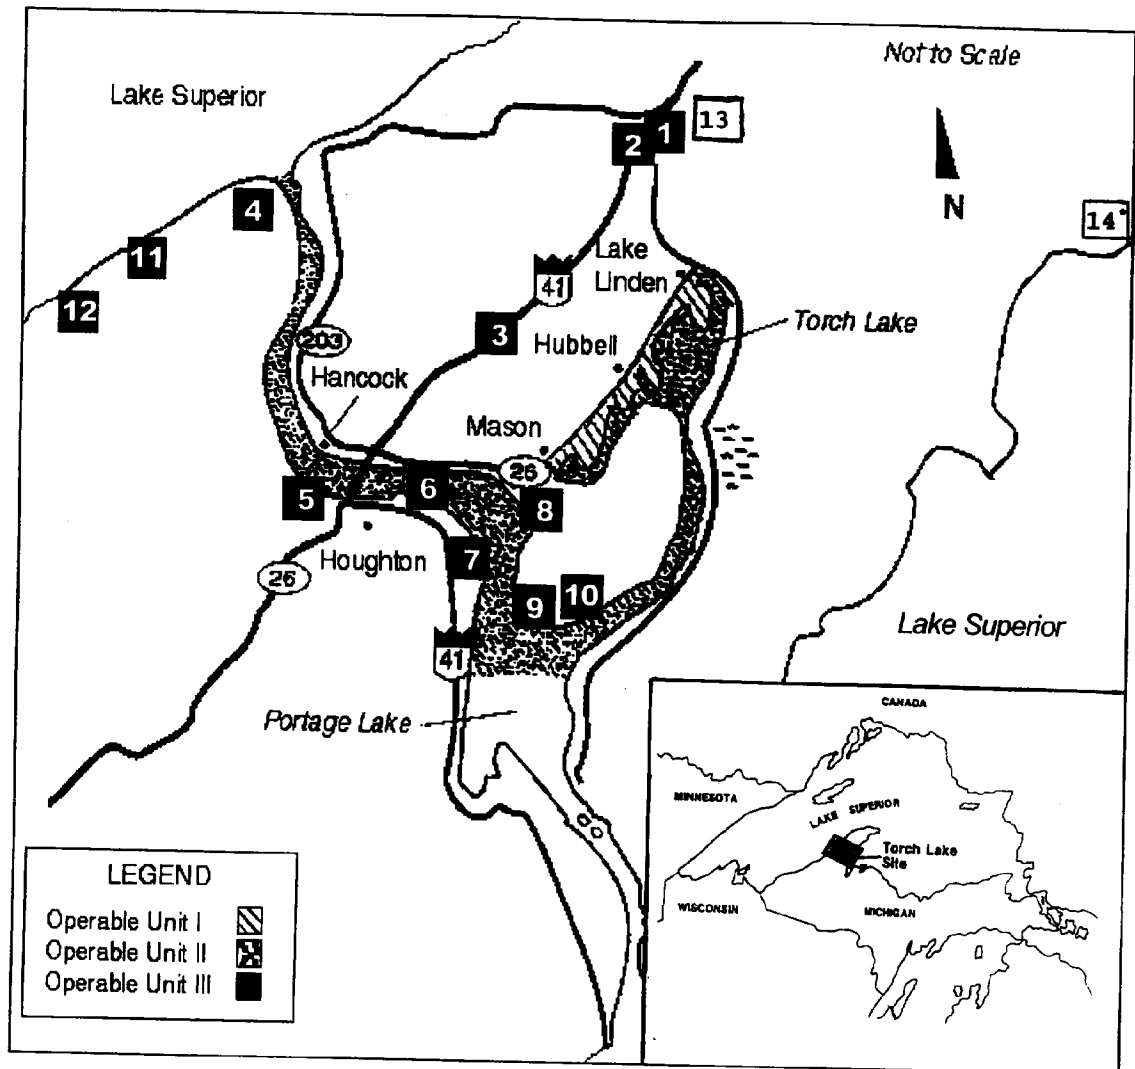 Not to Scale
Lake Superior
13
1
2
N
14
4
11
12
Lake
Linden
41
Torch Lake
3
Hubbell
203
Hancock
Mason
26
5
6
8
Houghton
7
26
9
10
Lake Superior
41
Portage Lake
CANADA
MINNESOTA
LAKE SUPERIOR
Torch Lake
Site
WISCONSIN
MICHIGAN
LEGEND
Operable Unit I
Operable Unit II
Operable Unit III